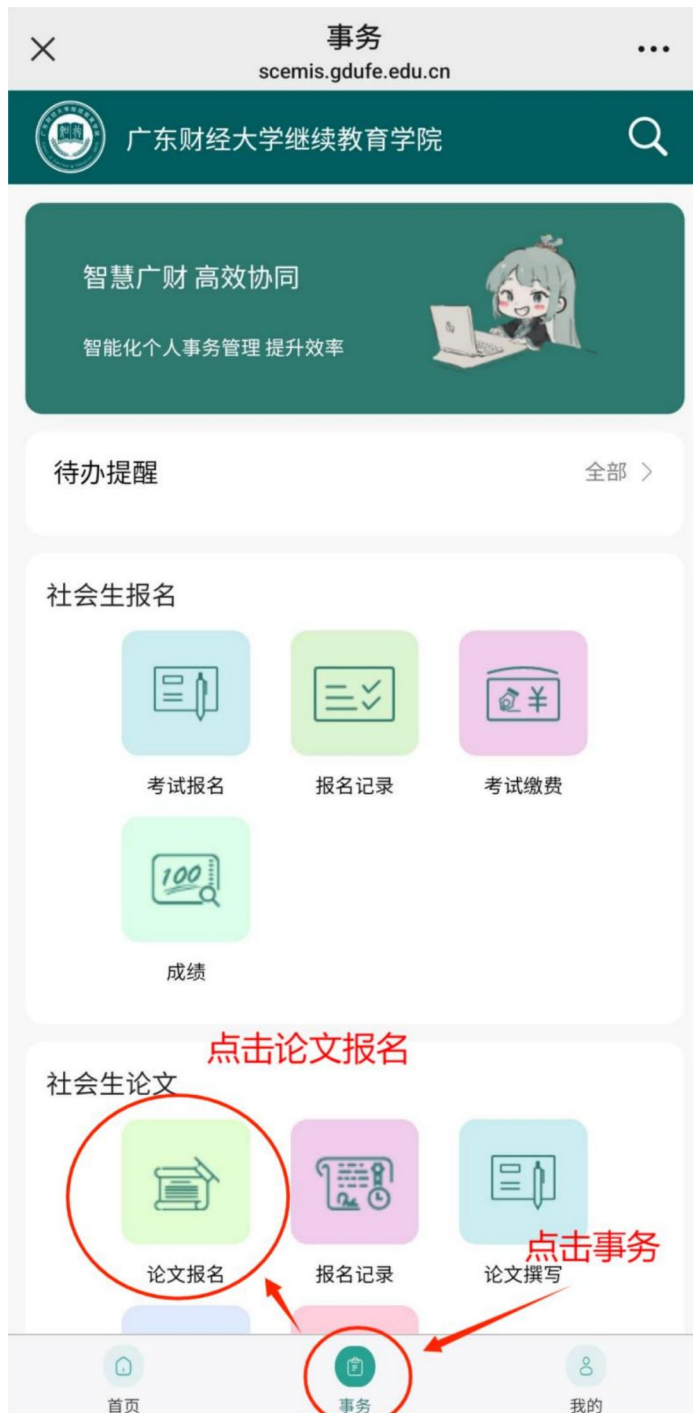 事务
scemis.gdufe.edu.cn
广东财经大学继续教育学院
智慧广财 高效协同
智能化个人事务管理 提升效率
待办提醒
全部
社会生报名
考试报名
报名记录
考试缴费
100
成绩
点击论文报名
社会生论文
论文报名
报名记录
论文撰写
点击事务
首页
事务
我的